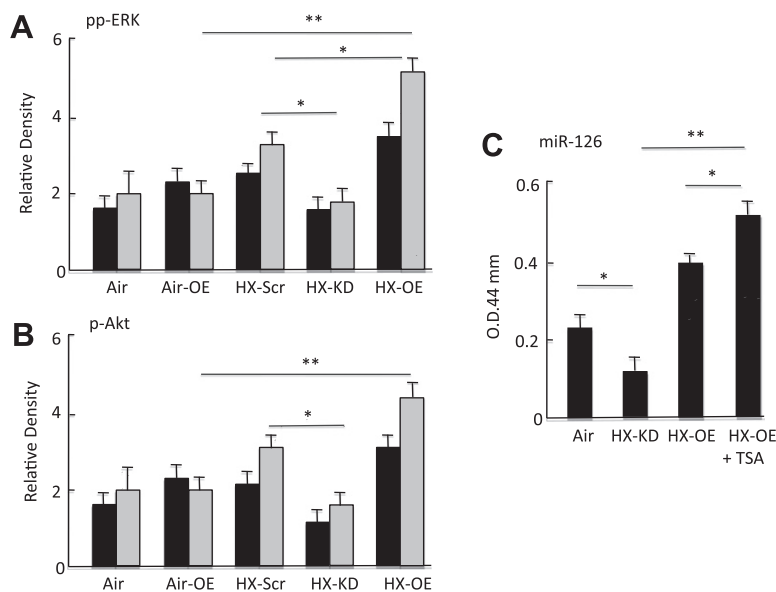 A
pp-ERK
Relative Density
6
4
2
0
**
*
*
Air
Air-OE
HX-Scr
HX-KD
HX-OE
B
p-Akt
Relative Density
6
4
2
0
**
*
Air
Air-OE
HX-Scr
HX-KD
HX-OE
C
miR-126
O.D.44 mm
0.6
0.4
0.2
0
**
*
*
Air
HX-KD
HX-OE
HX-OE
+ TSA